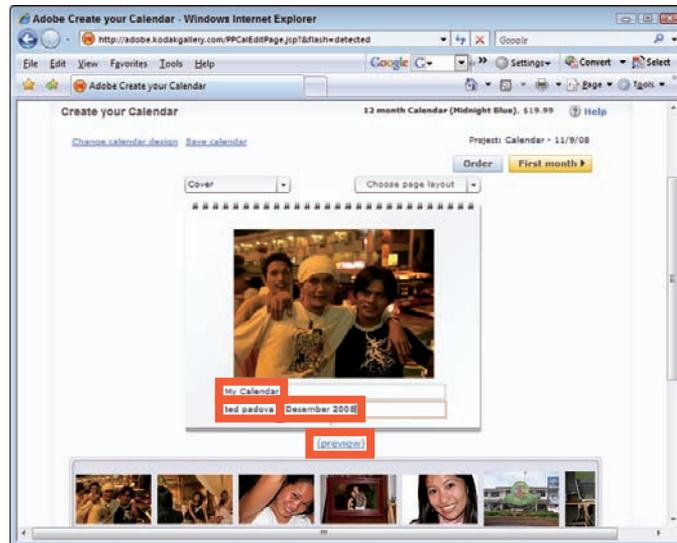 Adobe Create your Calendar - Windows Internet Explorer
http://adobe.kodakgallery.com/PPCalEditPage.jsp?&flash=detected
Google
File Edit View Favorites Tools Help
Google G
Settings
Convert
Select
Adobe Create your Calendar
Page
Tools
Create your Calendar
12 month Calendar (Midnight Blue), $19.99
Help
Change calendar design Save calendar
Project: Calendar - 11/9/08
Order
First month
Cover
Choose page layout
My Calendar
ted padova December 2008
(preview)